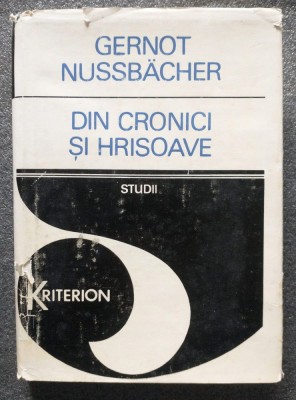 GERNOT
NUSSBÄCHER
DIN CRONICI
ȘI HRISOAVE
STUDII
KRITERION